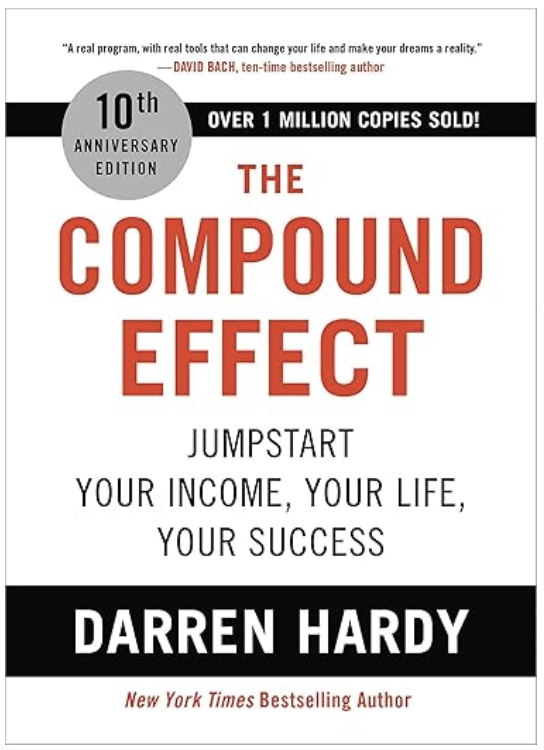 “A real program, with real tools that can change your life and make your dreams a reality.”
—DAVID BACH, ten-time bestselling author
10th
ANNIVERSARY
EDITION
OVER 1 MILLION COPIES SOLD!
THE
COMPOUND
EFFECT
JUMPSTART
YOUR INCOME, YOUR LIFE,
YOUR SUCCESS
DARREN HARDY
New York Times Bestselling Author